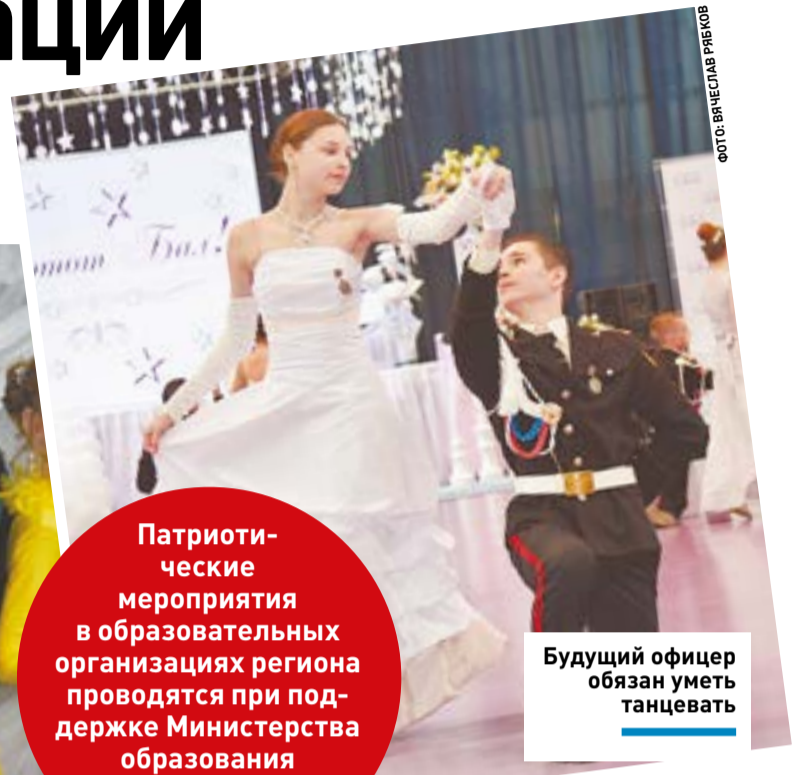 ации
ФОТО: ВЯЧЕСЛАВ РЯБКОВ
Бал!
Патриоти-
ческие
мероприятия
в образовательных
организациях региона
проводятся при под-
держке Министерства
образования
Будущий офицер
обязан уметь
танцевать